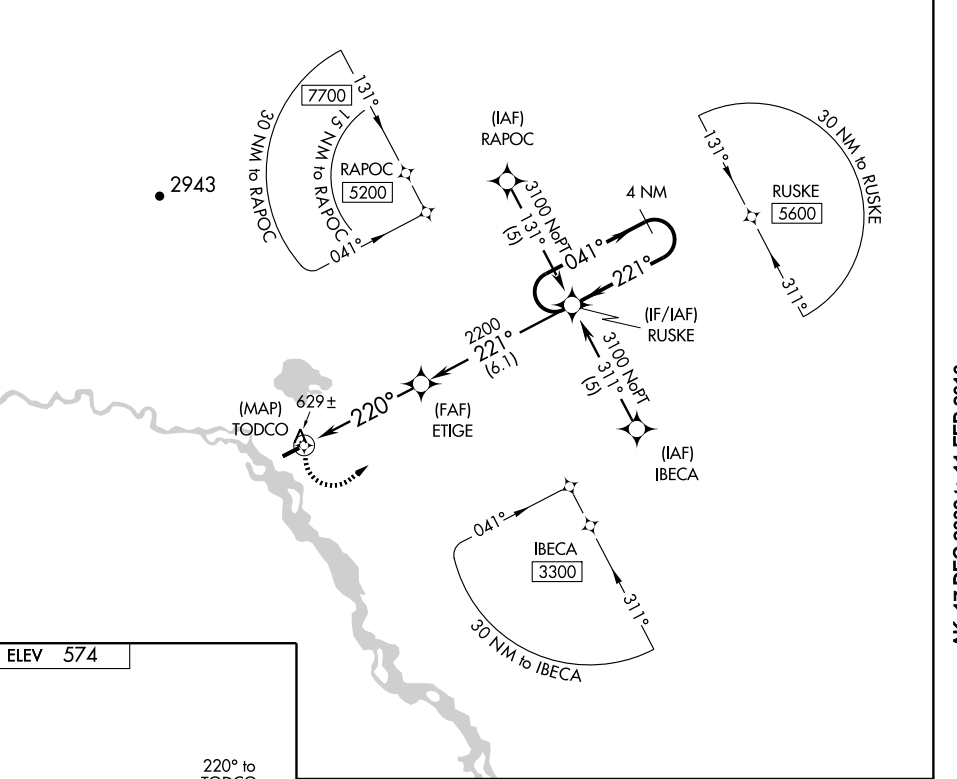 7700
131°
30 NM to RAPOC
15 NM to RAPOC
RAPOC
5200
041°
2943
(IAF)
RAPOC
3100 NoPT
131°
(5)
4 NM
041°
221°
131°
30 NM to RUSKE
RUSKE
5600
311°
(IF/IAF)
RUSKE
2200
221°
(6.1)
3100 NoPT
311°
(5)
(MAP)
TODCO
629±
220°
(FAF)
ETIGE
(IAF)
IBECA
041°
IBECA
3300
311°
30 NM to IBECA
ELEV 574
220° to
TODCO